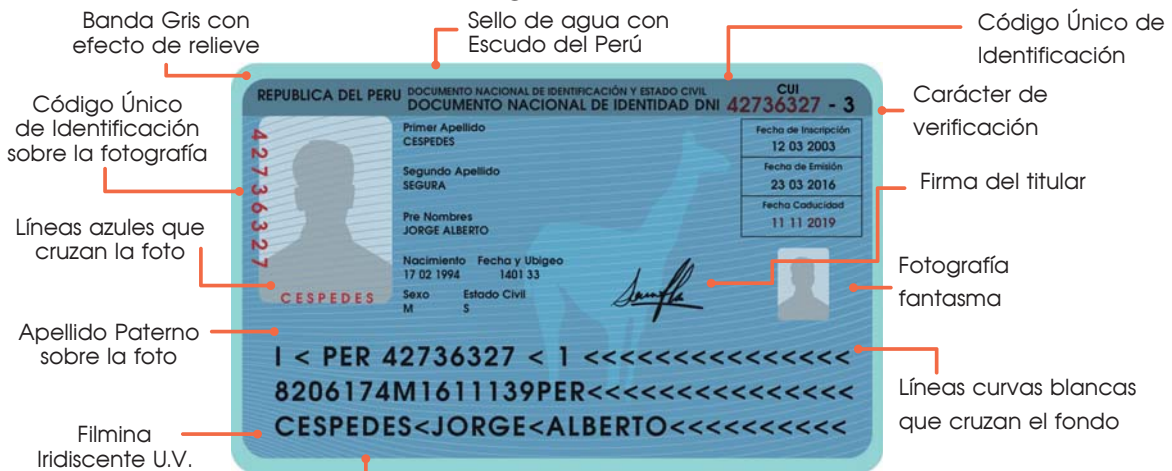 Banda Gris con
efecto de relieve
Sello de agua con
Escudo del Perú
Código Único de
Identificación
Código Único
de Identificación
sobre la fotografía
Líneas azules que
cruzan la foto
Apellido Paterno
sobre la foto
Filmina
Iridiscente U.V.
REPUBLICA DEL PERU
DOCUMENTO NACIONAL DE IDENTIFICACIÓN Y ESTADO CIVIL
DOCUMENTO NACIONAL DE IDENTIDAD DNI
CUI
42736327 - 3
42736327
CESPEDES
Primer Apellido
CESPEDES
Segundo Apellido
SEGURA
Pre Nombres
JORGE ALBERTO
Nacimiento Fecha y Ubigeo
17 02 1994 1401 33
Sexo Estado Civil
M S
Fecha de Inscripción
12 03 2003
Fecha de Emisión
23 03 2016
Fecha Caducidad
11 11 2019
I < PER 42736327 < 1 <<<<<<<<<<<<<<<
8206174M1611139PER<<<<<<<<<<<<<<<<
CESPEDES<JORGE<ALBERTO<<<<<<<<<<
Carácter de
verificación
Firma del titular
Fotografía
fantasma
Líneas curvas blancas
que cruzan el fondo